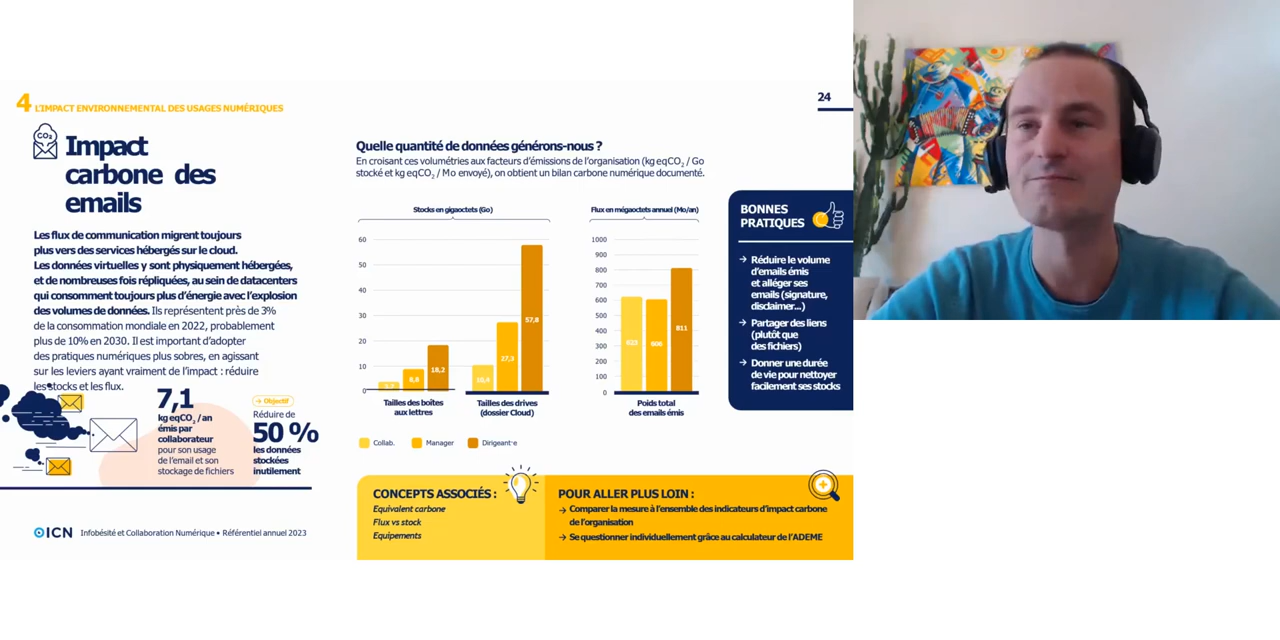 4 L'IMPACT ENVIRONNEMENTAL DES USAGES NUMÉRIQUES
CO2
Impact
carbone des
emails
Les flux de communication migrent toujours
plus vers des services hébergés sur le cloud.
Les données virtuelles y sont physiquement hébergées,
et de nombreuses fois répliquées, au sein de datacenters
qui consomment toujours plus d'énergie avec l'explosion
des volumes de données. Ils représentent près de 3%
de la consommation mondiale en 2022, probablement
plus de 10% en 2030. Il est important d'adopter
des pratiques numériques plus sobres, en agissant
sur les leviers ayant vraiment de l'impact : réduire
les stocks et les flux.
7,1
kg eqCO2 / an
émis par
collaborateur
pour son usage
de l'email et son
stockage de fichiers
→ Objectif
Réduire de
50 %
les données
stockées
inutilement
ICN Infobésité et Collaboration Numérique • Référentiel annuel 2023
24
Quelle quantité de données générons-nous ?
En croisant ces volumétries aux facteurs d'émissions de l'organisation (kg eqCO2 / Go
stocké et kg eqCO2 / Mo envoyé), on obtient un bilan carbone numérique documenté.
Stocks en gigaoctets (Go)
60
50
40
30
20
10
0
8,8
18,2
10,4
27,3
57,8
Tailles des boîtes
aux lettres
Tailles des drives
(dossier Cloud)
Flux en mégaoctets annuel (Mo/an)
1000
900
800
700
600
500
400
300
200
100
0
623
606
811
Poids total
des emails émis
Collab.
Manager
Dirigeant·e
BONNES
PRATIQUES
→ Réduire le volume
d'emails émis
et alléger ses
emails (signature,
disclaimer...)
→ Partager des liens
(plutôt que
des fichiers)
→ Donner une durée
de vie pour nettoyer
facilement ses stocks
CONCEPTS ASSOCIÉS :
Equivalent carbone
Flux vs stock
Equipements
POUR ALLER PLUS LOIN :
→ Comparer la mesure à l'ensemble des indicateurs d'impact carbone
de l'organisation
→ Se questionner individuellement grâce au calculateur de l'ADEME